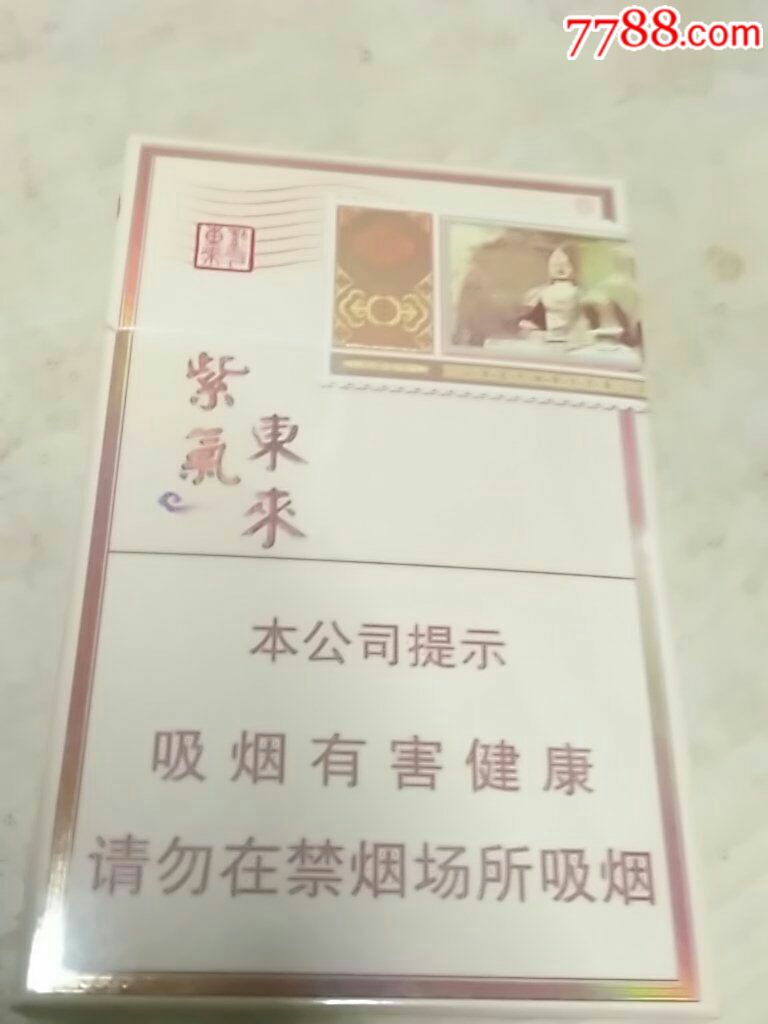 7788.com
紫氣
東來
本公司提示
吸烟有害健康
请勿在禁烟场所吸烟